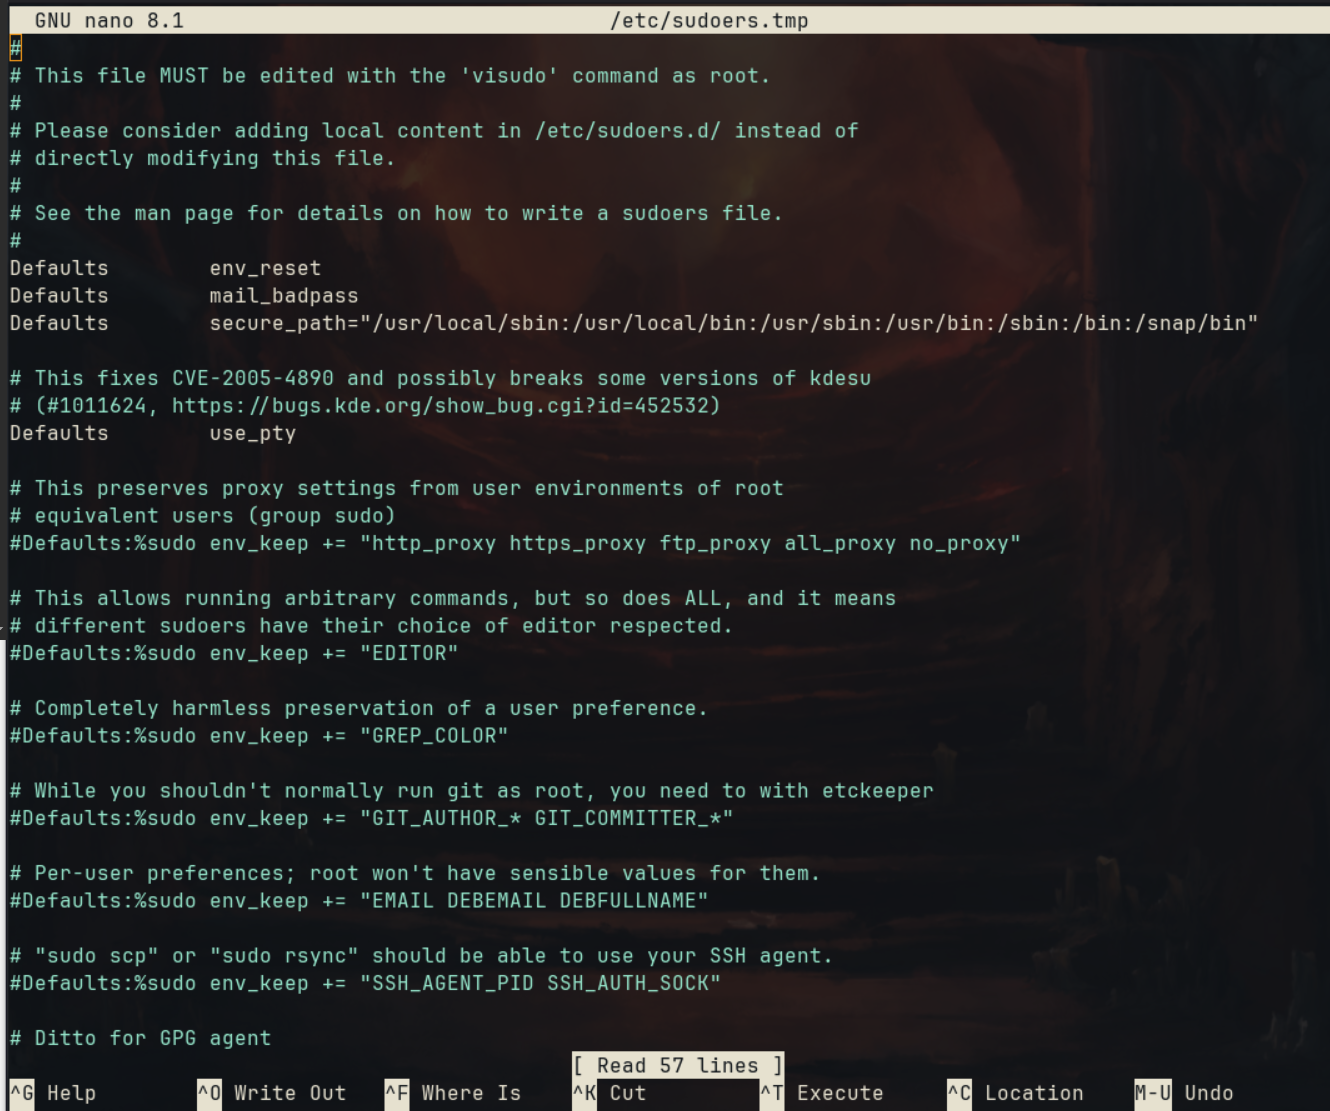 GNU nano 8.1 /etc/sudoers.tmp
#
# This file MUST be edited with the 'visudo' command as root.
#
# Please consider adding local content in /etc/sudoers.d/ instead of
# directly modifying this file.
#
# See the man page for details on how to write a sudoers file.
#
Defaults        env_reset
Defaults        mail_badpass
Defaults        secure_path="/usr/local/sbin:/usr/local/bin:/usr/sbin:/usr/bin:/sbin:/bin:/snap/bin"

# This fixes CVE-2005-4890 and possibly breaks some versions of kdesu
# (#1011624, https://bugs.kde.org/show_bug.cgi?id=452532)
Defaults        use_pty

# This preserves proxy settings from user environments of root
# equivalent users (group sudo)
#Defaults:%sudo env_keep += "http_proxy https_proxy ftp_proxy all_proxy no_proxy"

# This allows running arbitrary commands, but so does ALL, and it means
# different sudoers have their choice of editor respected.
#Defaults:%sudo env_keep += "EDITOR"

# Completely harmless preservation of a user preference.
#Defaults:%sudo env_keep += "GREP_COLOR"

# While you shouldn't normally run git as root, you need to with etckeeper
#Defaults:%sudo env_keep += "GIT_AUTHOR_* GIT_COMMITTER_*"

# Per-user preferences; root won't have sensible values for them.
#Defaults:%sudo env_keep += "EMAIL DEBEMAIL DEBFULLNAME"

# "sudo scp" or "sudo rsync" should be able to use your SSH agent.
#Defaults:%sudo env_keep += "SSH_AGENT_PID SSH_AUTH_SOCK"

# Ditto for GPG agent
[ Read 57 lines ]
^G Help ^O Write Out ^F Where Is ^K Cut ^T Execute ^C Location M-U Undo